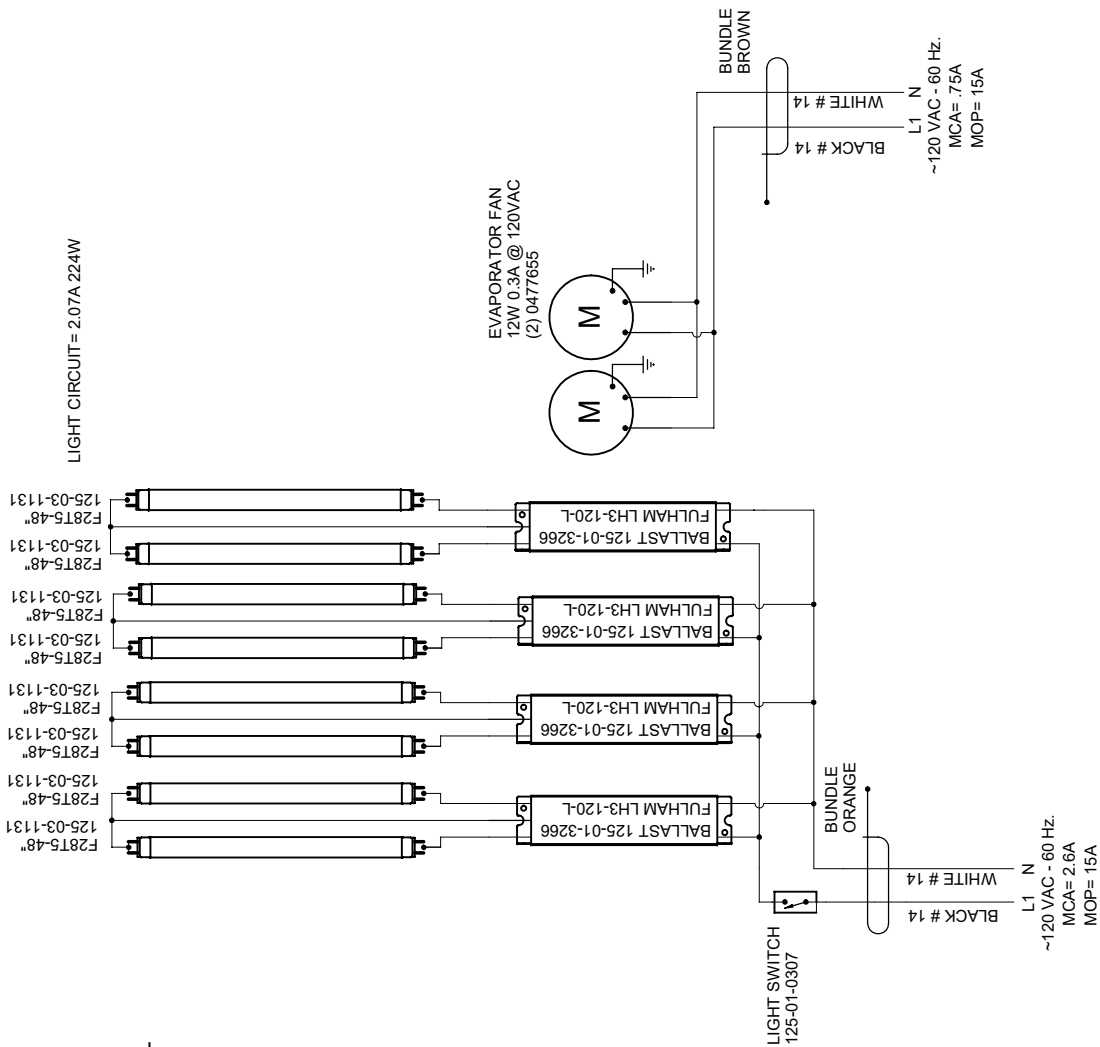 LIGHT CIRCUIT= 2.07A 224W
F28T5-48"
125-03-1131
F28T5-48"
125-03-1131
F28T5-48"
125-03-1131
F28T5-48"
125-03-1131
F28T5-48"
125-03-1131
F28T5-48"
125-03-1131
F28T5-48"
125-03-1131
F28T5-48"
125-03-1131
BALLAST 125-01-3266
FULHAM LH3-120-L
BALLAST 125-01-3266
FULHAM LH3-120-L
BALLAST 125-01-3266
FULHAM LH3-120-L
BALLAST 125-01-3266
FULHAM LH3-120-L
LIGHT SWITCH
125-01-0307
BUNDLE
ORANGE
BLACK # 14
WHITE # 14
L1 N
~120 VAC - 60 Hz.
MCA= 2.6A
MOP= 15A
EVAPORATOR FAN
12W 0.3A @ 120VAC
(2) 0477655
M
M
BUNDLE
BROWN
WHITE # 14
BLACK # 14
L1 N
~120 VAC - 60 Hz.
MCA= .75A
MOP= 15A